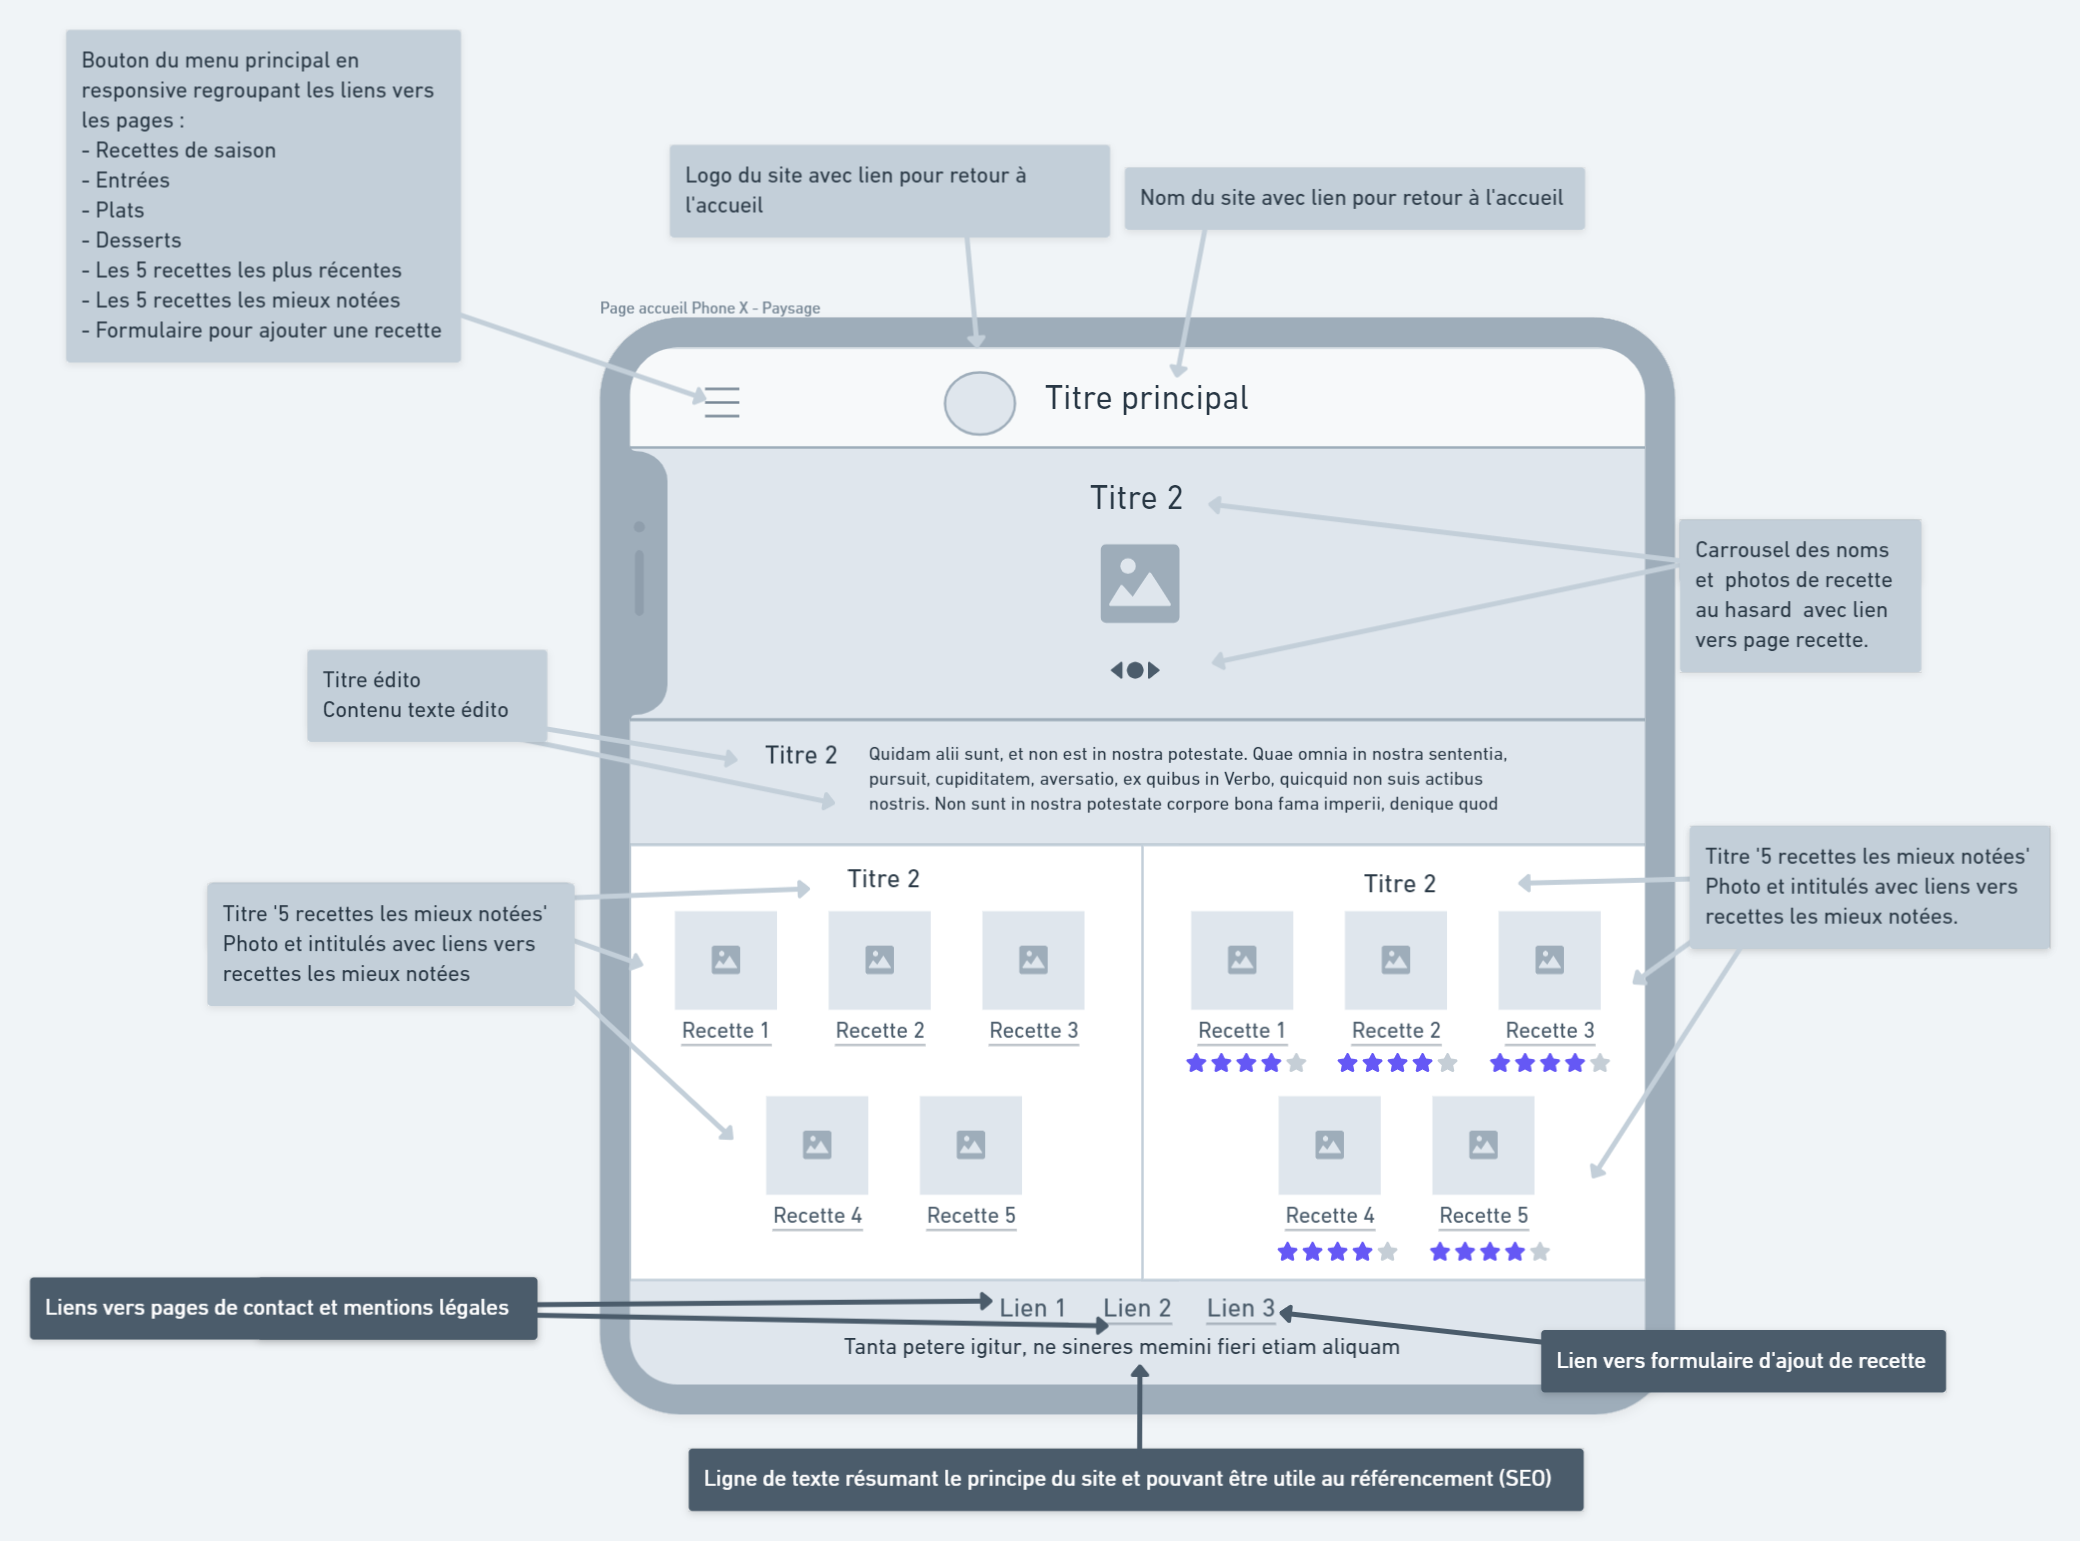 Bouton du menu principal en
responsive regroupant les liens vers
les pages :
- Recettes de saison
- Entrées
- Plats
- Desserts
- Les 5 recettes les plus récentes
- Les 5 recettes les mieux notées
- Formulaire pour ajouter une recette
Logo du site avec lien pour retour à
l'accueil
Nom du site avec lien pour retour à l'accueil
Page accueil Phone X - Paysage
Titre principal
Titre 2
Carrousel des noms
et  photos de recette
au hasard  avec lien
vers page recette.
Titre édito
Contenu texte édito
Titre 2
Quidam alii sunt, et non est in nostra potestate. Quae omnia in nostra sententia,
pursuit, cupiditatem, aversatio, ex quibus in Verbo, quicquid non suis actibus
nostris. Non sunt in nostra potestate corpore bona fama imperii, denique quod
Titre '5 recettes les mieux notées'
Photo et intitulés avec liens vers
recettes les mieux notées
Titre 2
Recette 1 Recette 2 Recette 3
Recette 4 Recette 5
Titre 2
Recette 1 Recette 2 Recette 3
Recette 4 Recette 5
Titre '5 recettes les mieux notées'
Photo et intitulés avec liens vers
recettes les mieux notées.
Liens vers pages de contact et mentions légales
Lien 1 Lien 2 Lien 3
Tanta petere igitur, ne sineres memini fieri etiam aliquam
Lien vers formulaire d'ajout de recette
Ligne de texte résumant le principe du site et pouvant être utile au référencement (SEO)